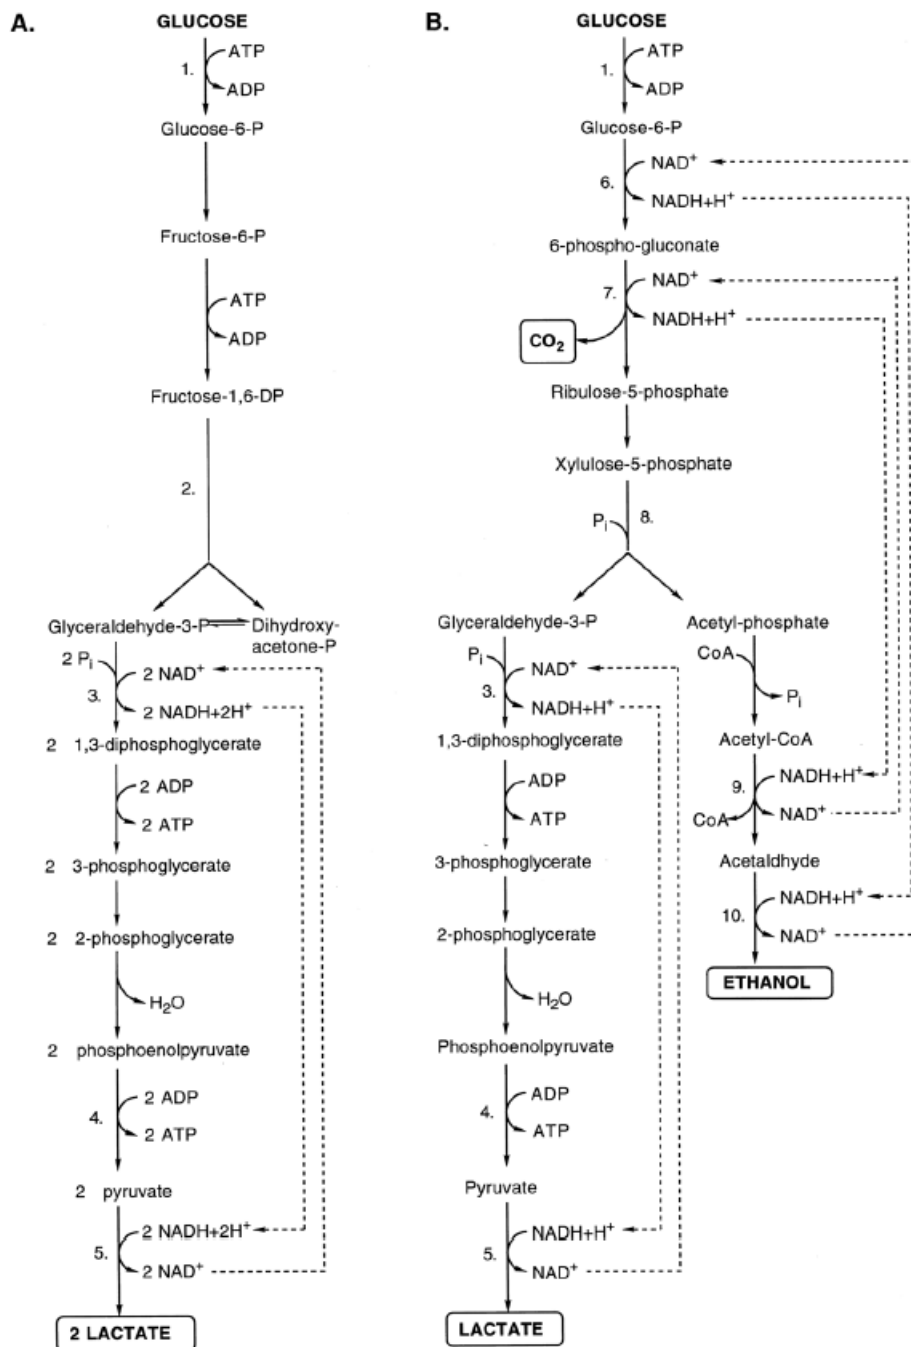 A.
GLUCOSE
1.
ATP
ADP
Glucose-6-P
Fructose-6-P
ATP
ADP
Fructose-1,6-DP
2.
Glyceraldehyde-3-P
Dihydroxy-
acetone-P
2 Pi
3.
2 NAD+
2 NADH+2H+
2 1,3-diphosphoglycerate
2 ADP
2 ATP
2 3-phosphoglycerate
2 2-phosphoglycerate
H2O
2 phosphoenolpyruvate
4.
2 ADP
2 ATP
2 pyruvate
5.
2 NADH+2H+
2 NAD+
2 LACTATE
B.
GLUCOSE
1.
ATP
ADP
Glucose-6-P
6.
NAD+
NADH+H+
6-phospho-gluconate
7.
NAD+
NADH+H+
CO2
Ribulose-5-phosphate
Xylulose-5-phosphate
Pi
8.
Glyceraldehyde-3-P
Pi
3.
NAD+
NADH+H+
1,3-diphosphoglycerate
ADP
ATP
3-phosphoglycerate
2-phosphoglycerate
H2O
Phosphoenolpyruvate
4.
ADP
ATP
Pyruvate
5.
NADH+H+
NAD+
LACTATE
Acetyl-phosphate
CoA
Pi
Acetyl-CoA
9.
NADH+H+
CoA
NAD+
Acetaldhyde
10.
NADH+H+
NAD+
ETHANOL